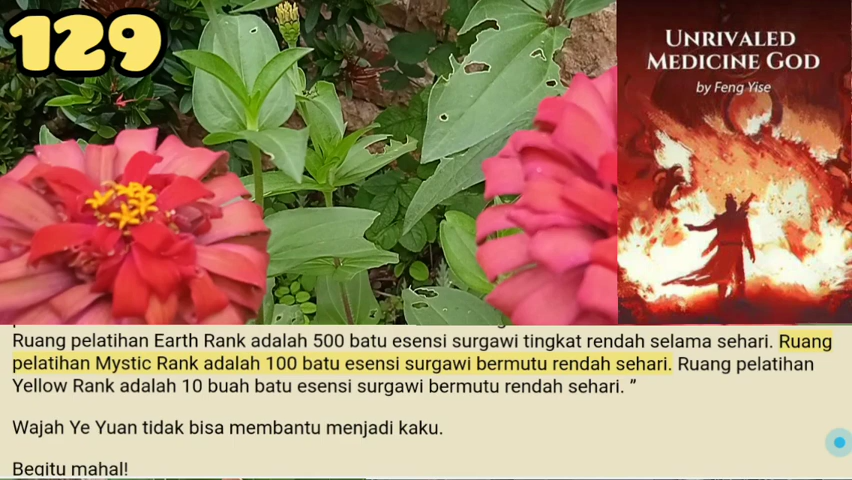 129
UNRIVALED
MEDICINE GOD
by Feng Yise
Ruang pelatihan Earth Rank adalah 500 batu esensi surgawi tingkat rendah selama sehari. Ruang
pelatihan Mystic Rank adalah 100 batu esensi surgawi bermutu rendah sehari. Ruang pelatihan
Yellow Rank adalah 10 buah batu esensi surgawi bermutu rendah sehari. ”
Wajah Ye Yuan tidak bisa membantu menjadi kaku.
Begitu mahal!